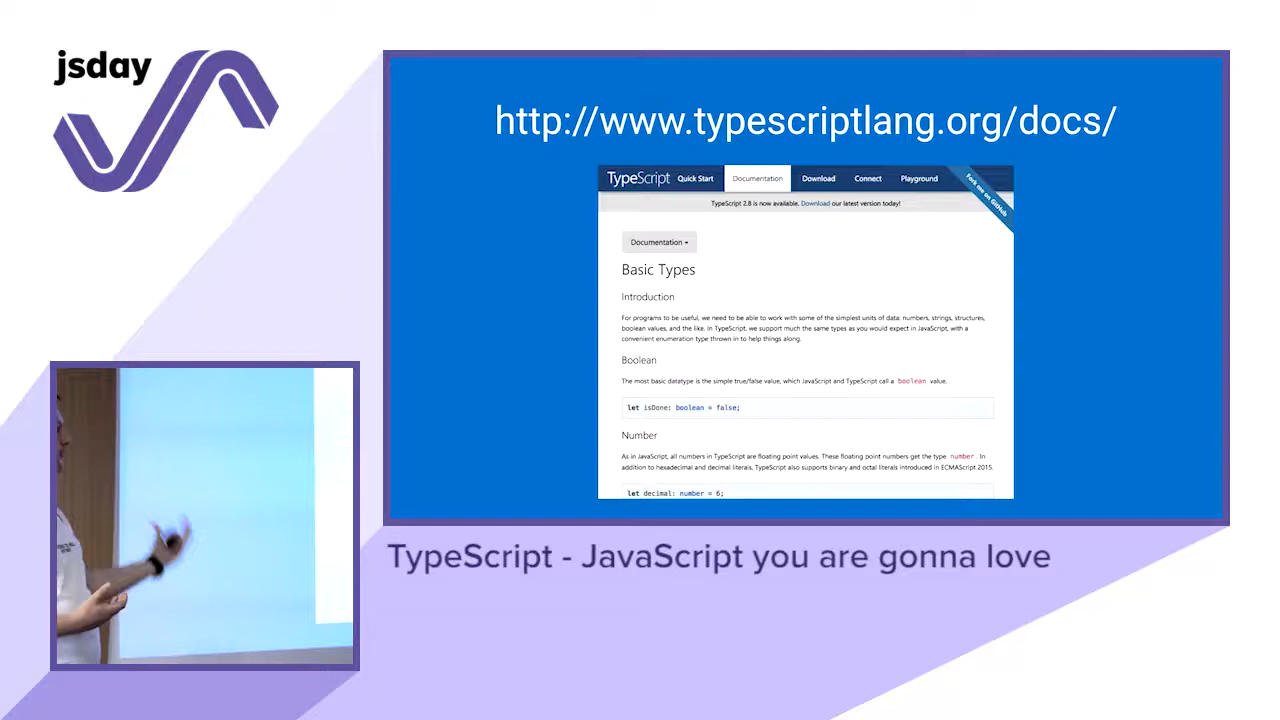 jsday
http://www.typescriptlang.org/docs/
TypeScript Quick Start Documentation Download Connect Playground
Fork me on GitHub
TypeScript 2.8 is now available. Download our latest version today!
Documentation
Basic Types
Introduction
For programs to be useful, we need to be able to work with some of the simplest units of data: numbers, strings, structures,
boolean values, and the like. In TypeScript, we support much the same types as you would expect in JavaScript, with a
convenient enumeration type thrown in to help things along.
Boolean
The most basic datatype is the simple true/false value, which JavaScript and TypeScript call a boolean value.
let isDone: boolean = false;
Number
As in JavaScript, all numbers in TypeScript are floating point values. These floating point numbers get the type number. In
addition to hexadecimal and decimal literals, TypeScript also supports binary and octal literals introduced in ECMAScript 2015.
let decimal: number = 6;
TypeScript - JavaScript you are gonna love